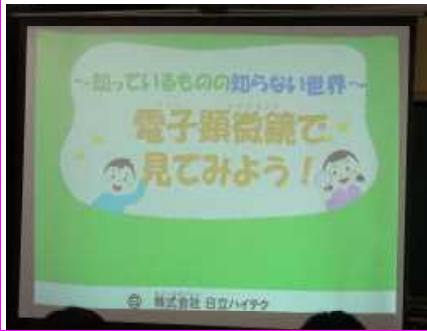 ～知っているものの知らない世界～
電子顕微鏡で
見てみよう！
株式会社 日立ハイテク